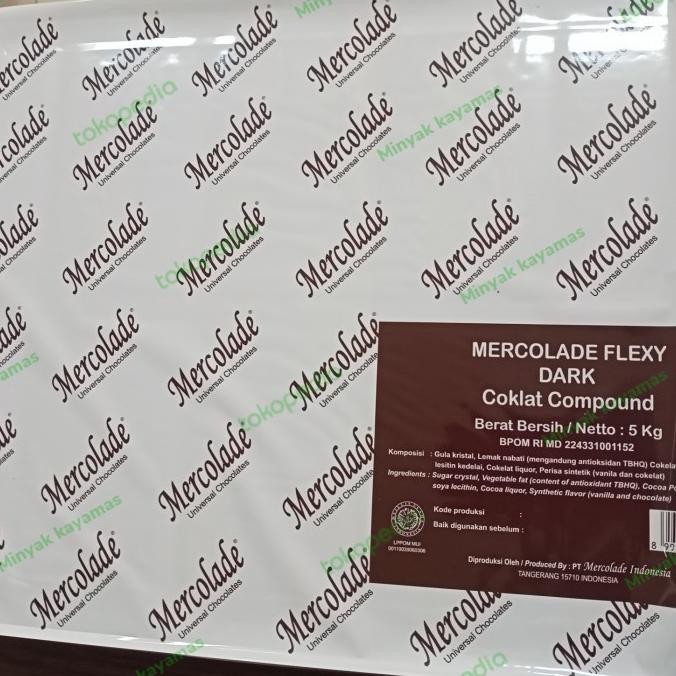 Mercolade
Universal Chocolates
tokopedia
Minyak kayamas
MERCOLADE FLEXY
DARK
Coklat Compound
Berat Bersih / Netto : 5 Kg
BPOM RI MD 224331001152
Komposisi : Gula kristal, Lemak nabati (mengandung antioksidan TBHQ)
lesitin kedelai, Cokelat liquor, Perisa sintetik (vanila dan cokelat)
Ingredients : Sugar crystal, Vegetable fat (content of antioxidant TBHQ), Cocoa
soya lecithin, Cocoa liquor, Synthetic flavor (vanilla and chocolate)
Kode produksi :
Baik digunakan sebelum :
LPPOM MUI
Diproduksi Oleh / Produced By : PT Mercolade Indonesia
TANGERANG 15710 INDONESIA